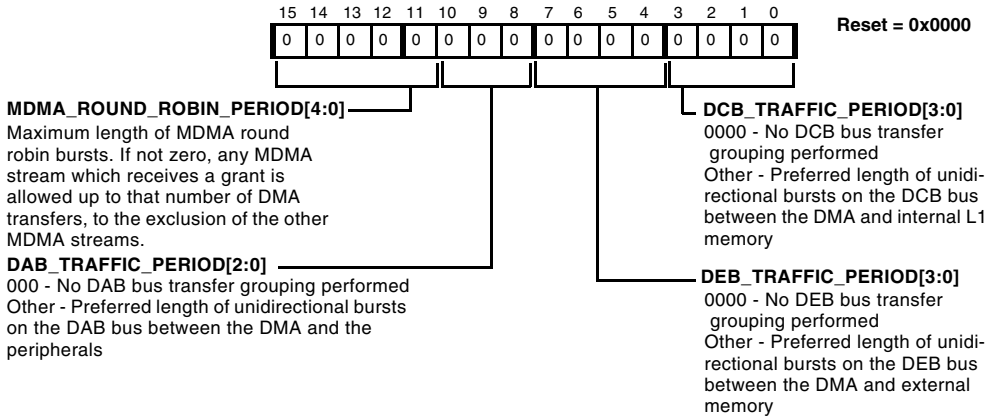 15 14 13 12 11 10 9 8 7 6 5 4 3 2 1 0
0 0 0 0 0 0 0 0 0 0 0 0 0 0 0 0
Reset = 0x0000
MDMA_ROUND_ROBIN_PERIOD[4:0]
Maximum length of MDMA round
robin bursts. If not zero, any MDMA
stream which receives a grant is
allowed up to that number of DMA
transfers, to the exclusion of the other
MDMA streams.
DAB_TRAFFIC_PERIOD[2:0]
000 - No DAB bus transfer grouping performed
Other - Preferred length of unidirectional bursts
on the DAB bus between the DMA and the
peripherals
DCB_TRAFFIC_PERIOD[3:0]
0000 - No DCB bus transfer
grouping performed
Other - Preferred length of unidi-
rectional bursts on the DCB bus
between the DMA and internal L1
memory
DEB_TRAFFIC_PERIOD[3:0]
0000 - No DEB bus transfer
grouping performed
Other - Preferred length of unidi-
rectional bursts on the DEB bus
between the DMA and external
memory